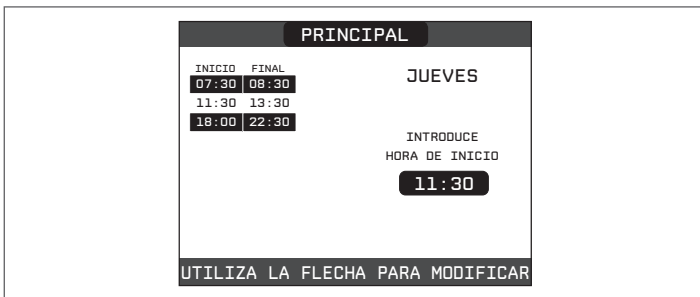 PRINCIPAL
INICIO FINAL
07:30 08:30
11:30 13:30
18:00 22:30
JUEVES
INTRODUCE
HORA DE INICIO
11:30
UTILIZA LA FLECHA PARA MODIFICAR